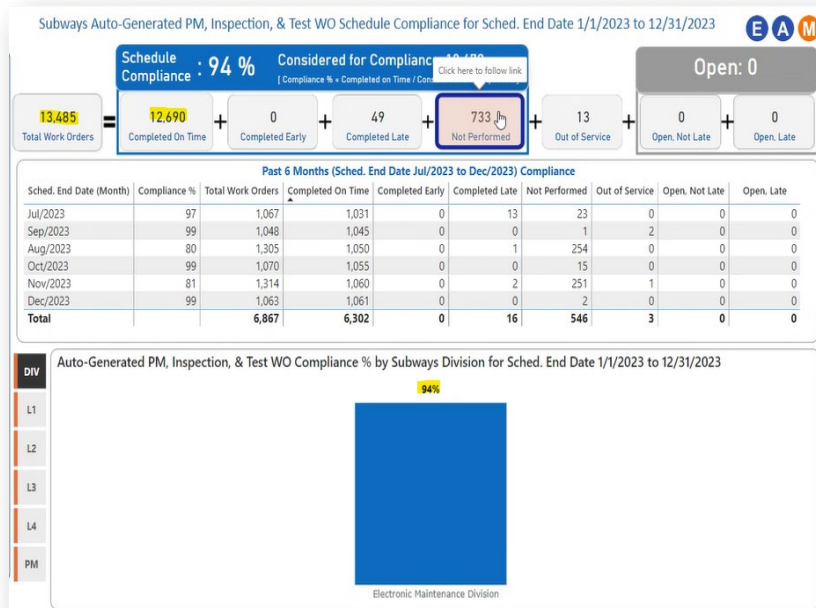 Subways Auto-Generated PM, Inspection, & Test WO Schedule Compliance for Sched. End Date 1/1/2023 to 12/31/2023
E A M
Schedule Compliance : 94 %
Considered for Complianc
[ Compliance % = Completed on Time / Cons
Click here to follow link
Open: 0
13,485 = 12,690 + 0 + 49 + 733 + 13 + 0 + 0
Total Work Orders Completed On Time Completed Early Completed Late Not Performed Out of Service Open, Not Late Open, Late
Past 6 Months (Sched. End Date Jul/2023 to Dec/2023) Compliance
Sched. End Date (Month) Compliance % Total Work Orders Completed On Time Completed Early Completed Late Not Performed Out of Service Open, Not Late Open, Late
Jul/2023 97 1,067 1,031 0 13 23 0 0 0
Sep/2023 99 1,048 1,045 0 0 1 2 0 0
Aug/2023 80 1,305 1,050 0 1 254 0 0 0
Oct/2023 99 1,070 1,055 0 0 15 0 0 0
Nov/2023 81 1,314 1,060 0 2 251 1 0 0
Dec/2023 99 1,063 1,061 0 0 2 0 0 0
Total 6,867 6,302 0 16 546 3 0 0
DIV
L1
L2
L3
L4
PM
Auto-Generated PM, Inspection, & Test WO Compliance % by Subways Division for Sched. End Date 1/1/2023 to 12/31/2023
94%
Electronic Maintenance Division